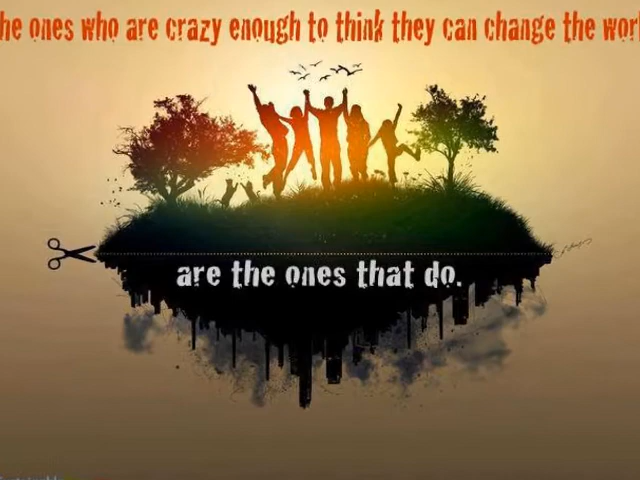 he ones who are crazy enough to think they can change the worl
are the ones that do.